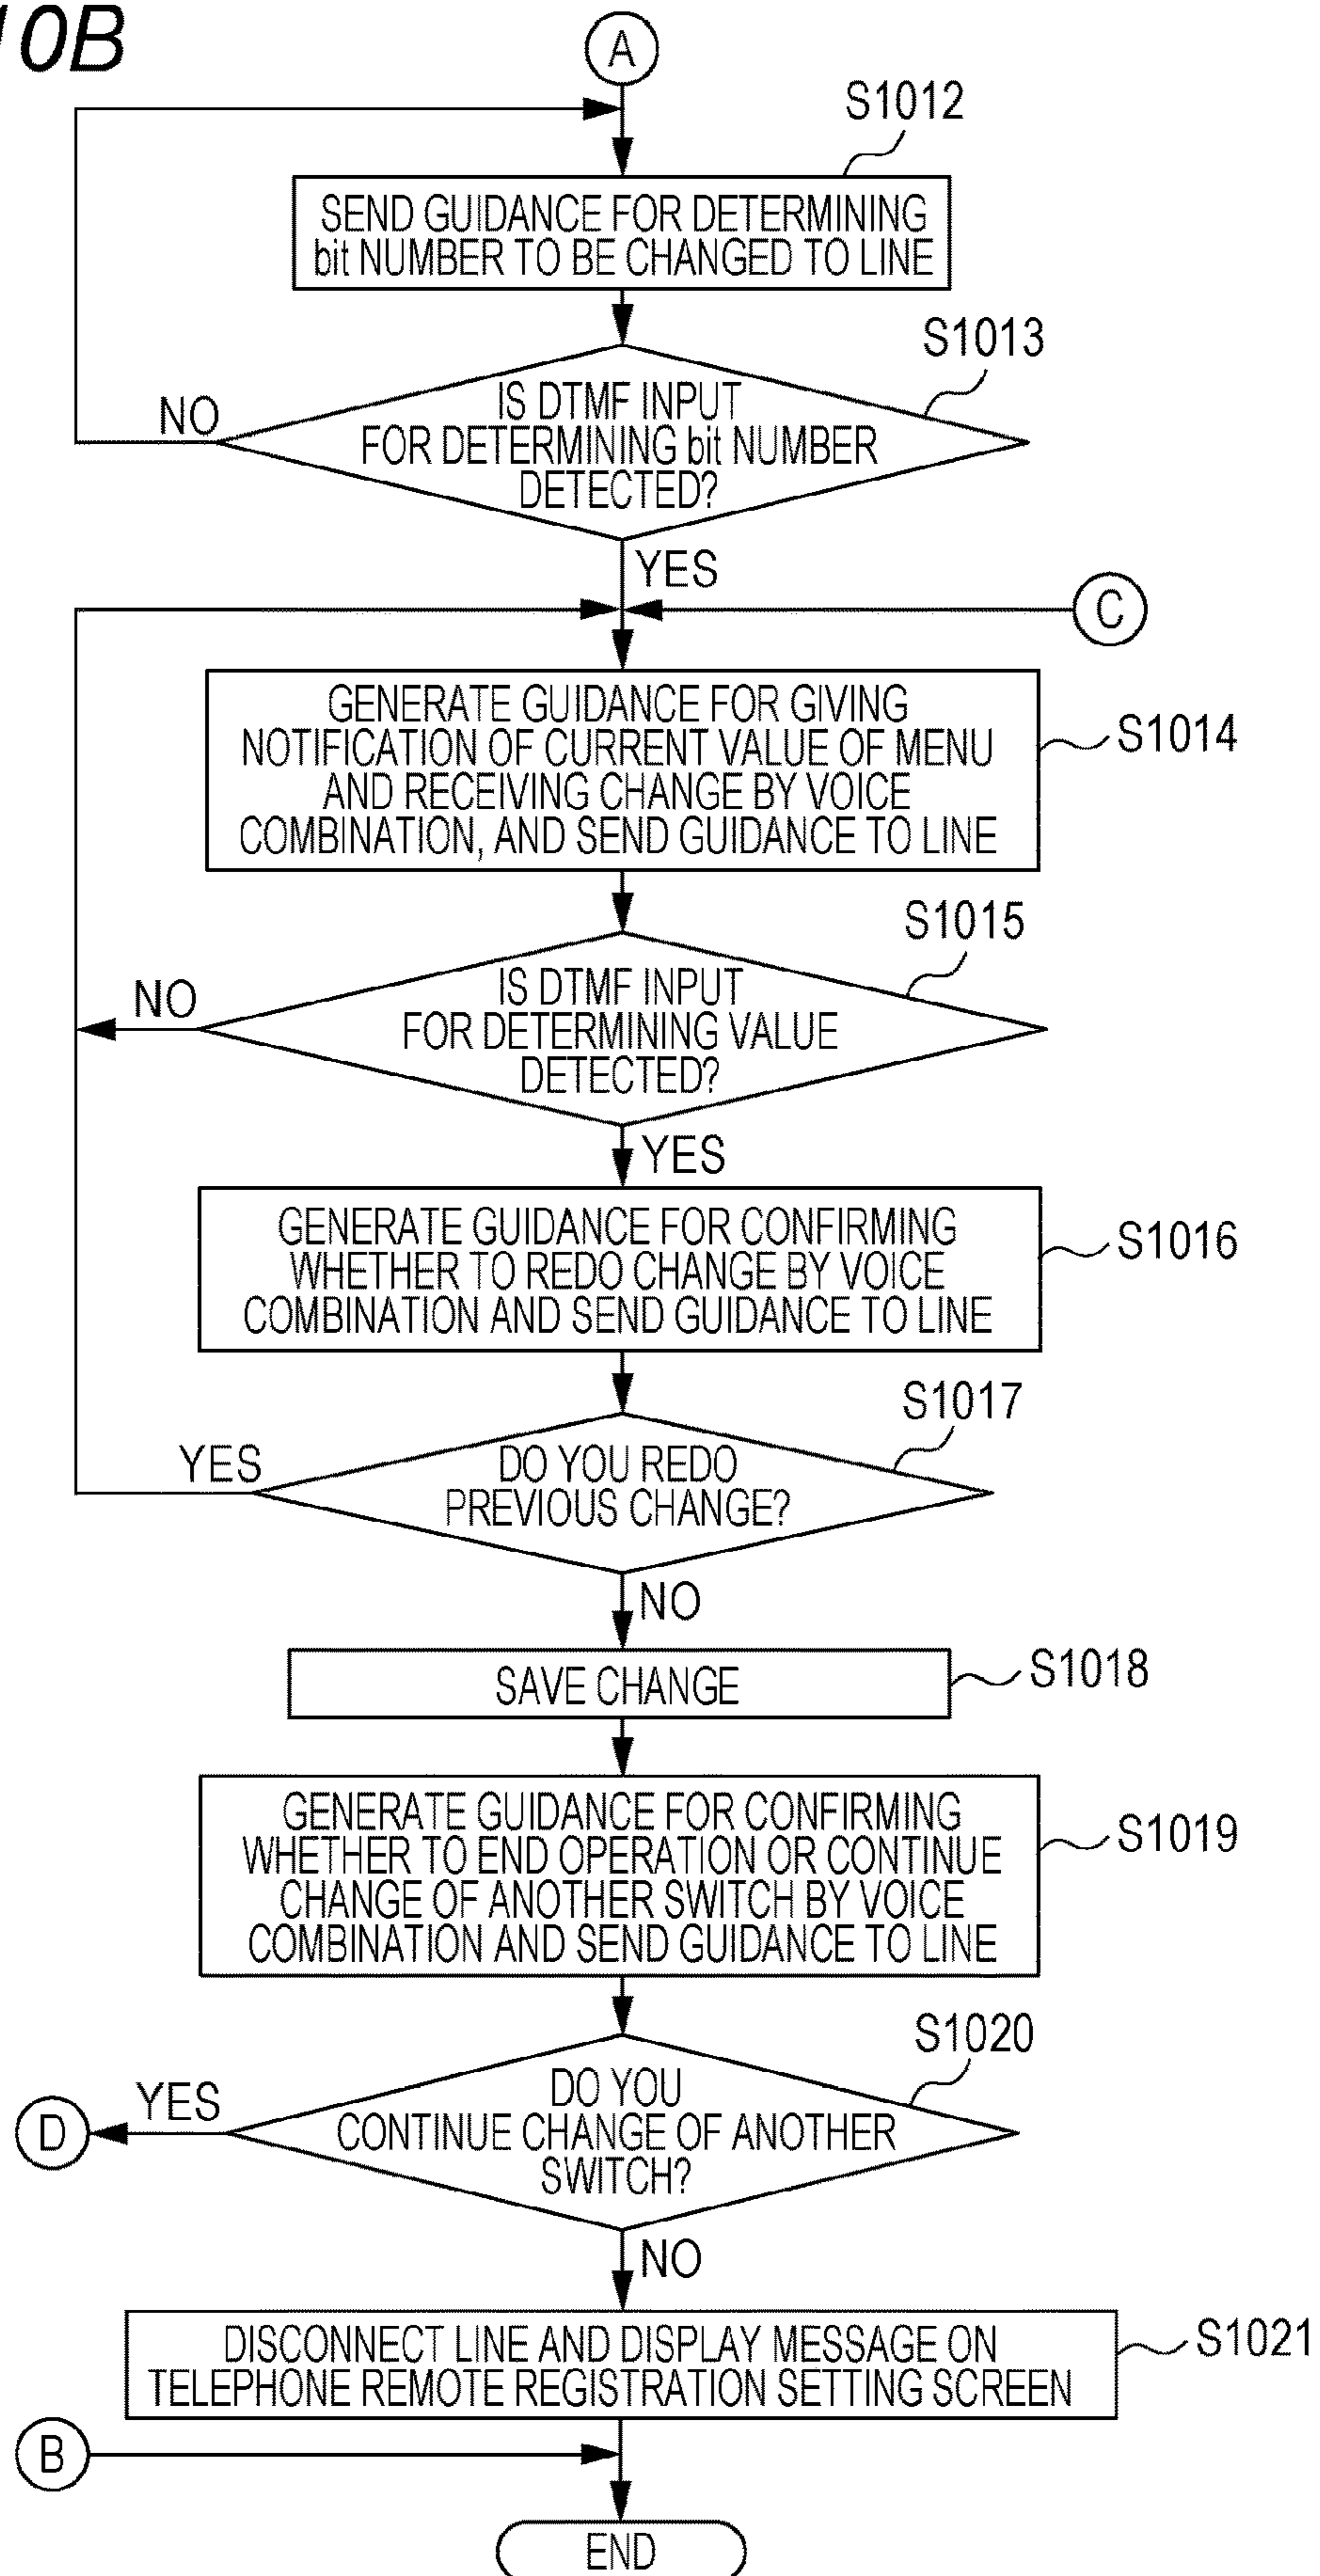 10B
A
S1012
SEND GUIDANCE FOR DETERMINING
bit NUMBER TO BE CHANGED TO LINE
S1013
IS DTMF INPUT
FOR DETERMINING bit NUMBER
DETECTED?
NO
YES
C
GENERATE GUIDANCE FOR GIVING
NOTIFICATION OF CURRENT VALUE OF MENU
AND RECEIVING CHANGE BY VOICE
COMBINATION, AND SEND GUIDANCE TO LINE
S1014
S1015
IS DTMF INPUT
FOR DETERMINING VALUE
DETECTED?
NO
YES
GENERATE GUIDANCE FOR CONFIRMING
WHETHER TO REDO CHANGE BY VOICE
COMBINATION AND SEND GUIDANCE TO LINE
S1016
S1017
DO YOU REDO
PREVIOUS CHANGE?
YES
NO
SAVE CHANGE
S1018
GENERATE GUIDANCE FOR CONFIRMING
WHETHER TO END OPERATION OR CONTINUE
CHANGE OF ANOTHER SWITCH BY VOICE
COMBINATION AND SEND GUIDANCE TO LINE
S1019
S1020
DO YOU
CONTINUE CHANGE OF ANOTHER
SWITCH?
YES
D
NO
DISCONNECT LINE AND DISPLAY MESSAGE ON
TELEPHONE REMOTE REGISTRATION SETTING SCREEN
S1021
B
END